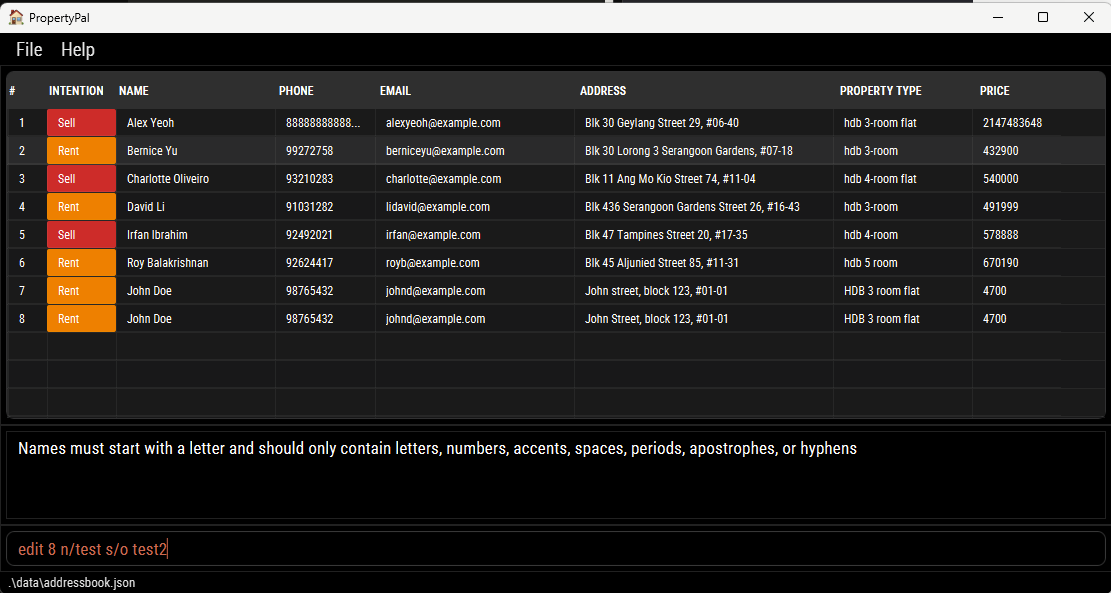 PropertyPal
File Help
# INTENTION NAME PHONE EMAIL ADDRESS PROPERTY TYPE PRICE
1 Sell Alex Yeoh 88888888888... alexyeoh@example.com Blk 30 Geylang Street 29, #06-40 hdb 3-room flat 2147483648
2 Rent Bernice Yu 99272758 berniceyu@example.com Blk 30 Lorong 3 Serangoon Gardens, #07-18 hdb 3-room 432900
3 Sell Charlotte Oliveiro 93210283 charlotte@example.com Blk 11 Ang Mo Kio Street 74, #11-04 hdb 4-room flat 540000
4 Rent David Li 91031282 lidavid@example.com Blk 436 Serangoon Gardens Street 26, #16-43 hdb 3-room 491999
5 Sell Irfan Ibrahim 92492021 irfan@example.com Blk 47 Tampines Street 20, #17-35 hdb 4-room 578888
6 Rent Roy Balakrishnan 92624417 royb@example.com Blk 45 Aljunied Street 85, #11-31 hdb 5 room 670190
7 Rent John Doe 98765432 johnd@example.com John street, block 123, #01-01 HDB 3 room flat 4700
8 Rent John Doe 98765432 johnd@example.com John Street, block 123, #01-01 HDB 3 room flat 4700
Names must start with a letter and should only contain letters, numbers, accents, spaces, periods, apostrophes, or hyphens
edit 8 n/test s/o test2
.\data\addressbook.json